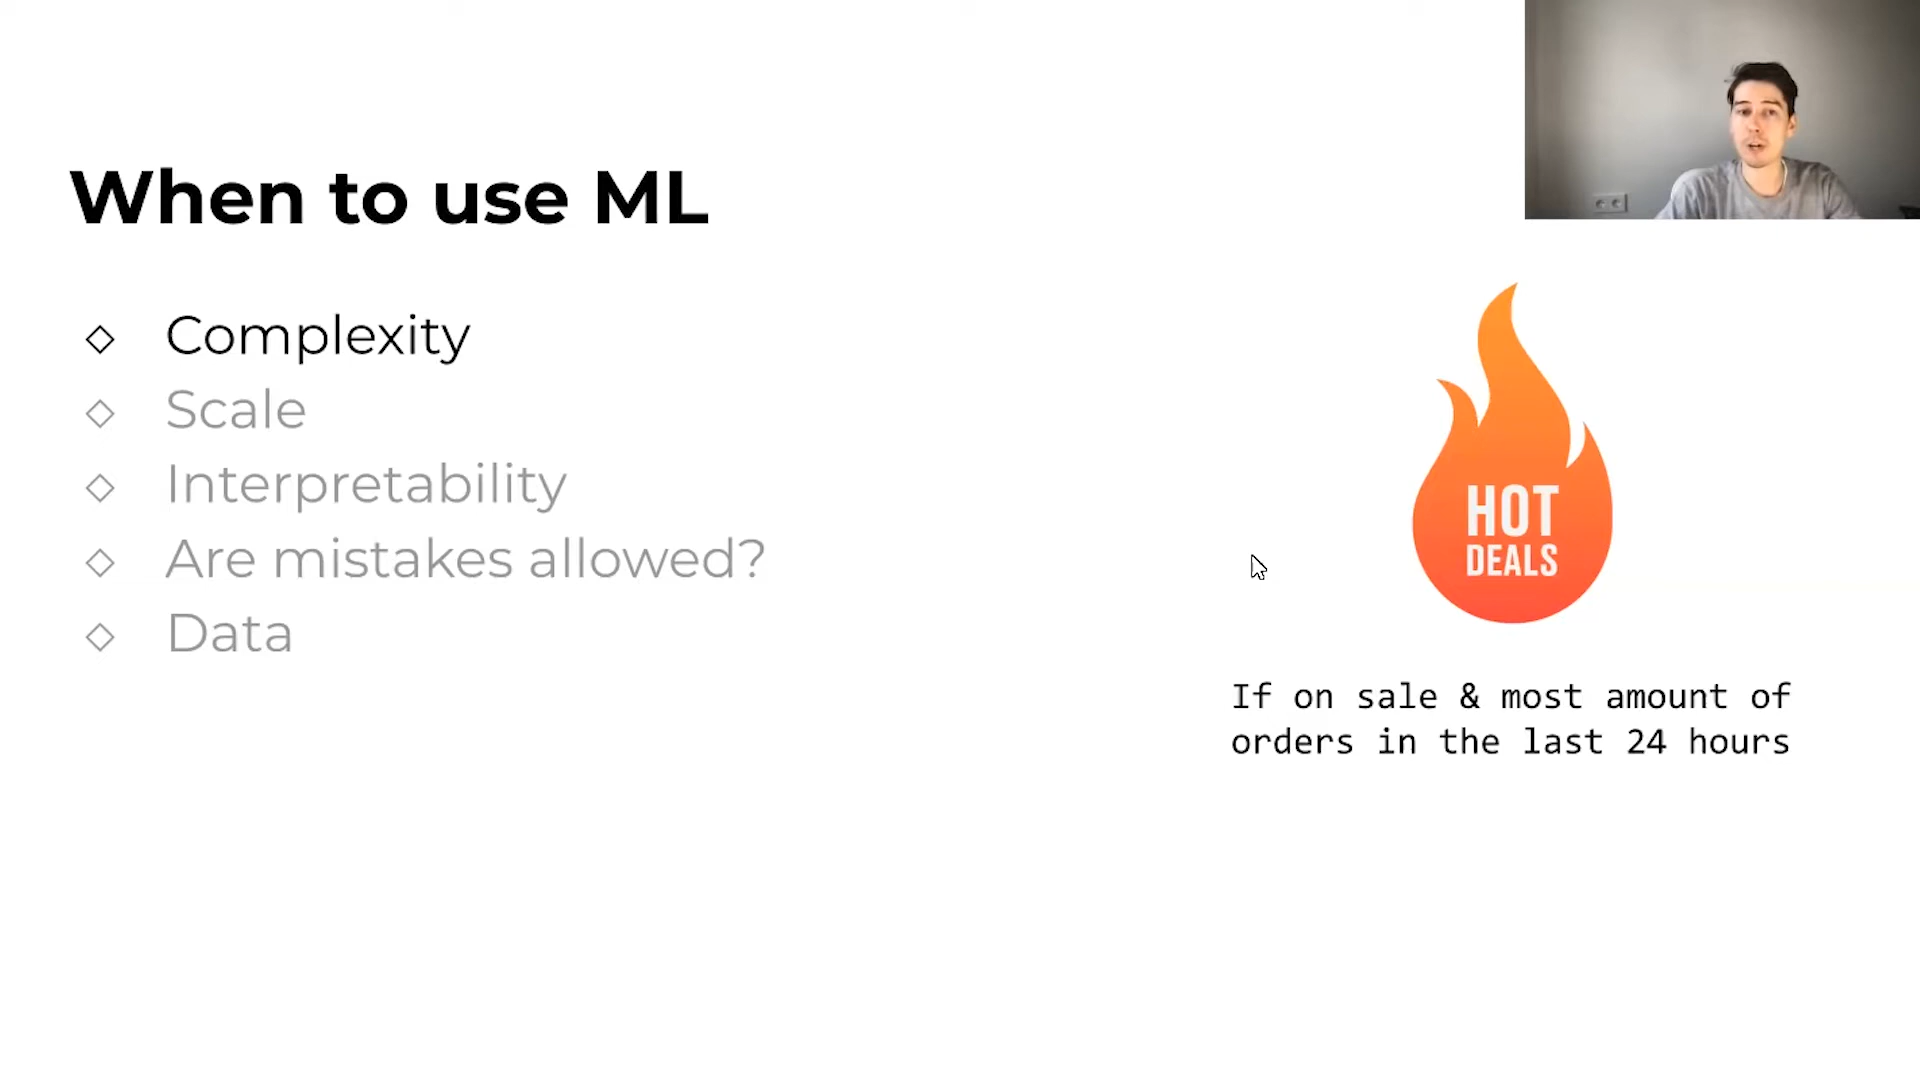 When to use ML
Complexity
Scale
Interpretability
Are mistakes allowed?
Data
HOT
DEALS
If on sale & most amount of
orders in the last 24 hours